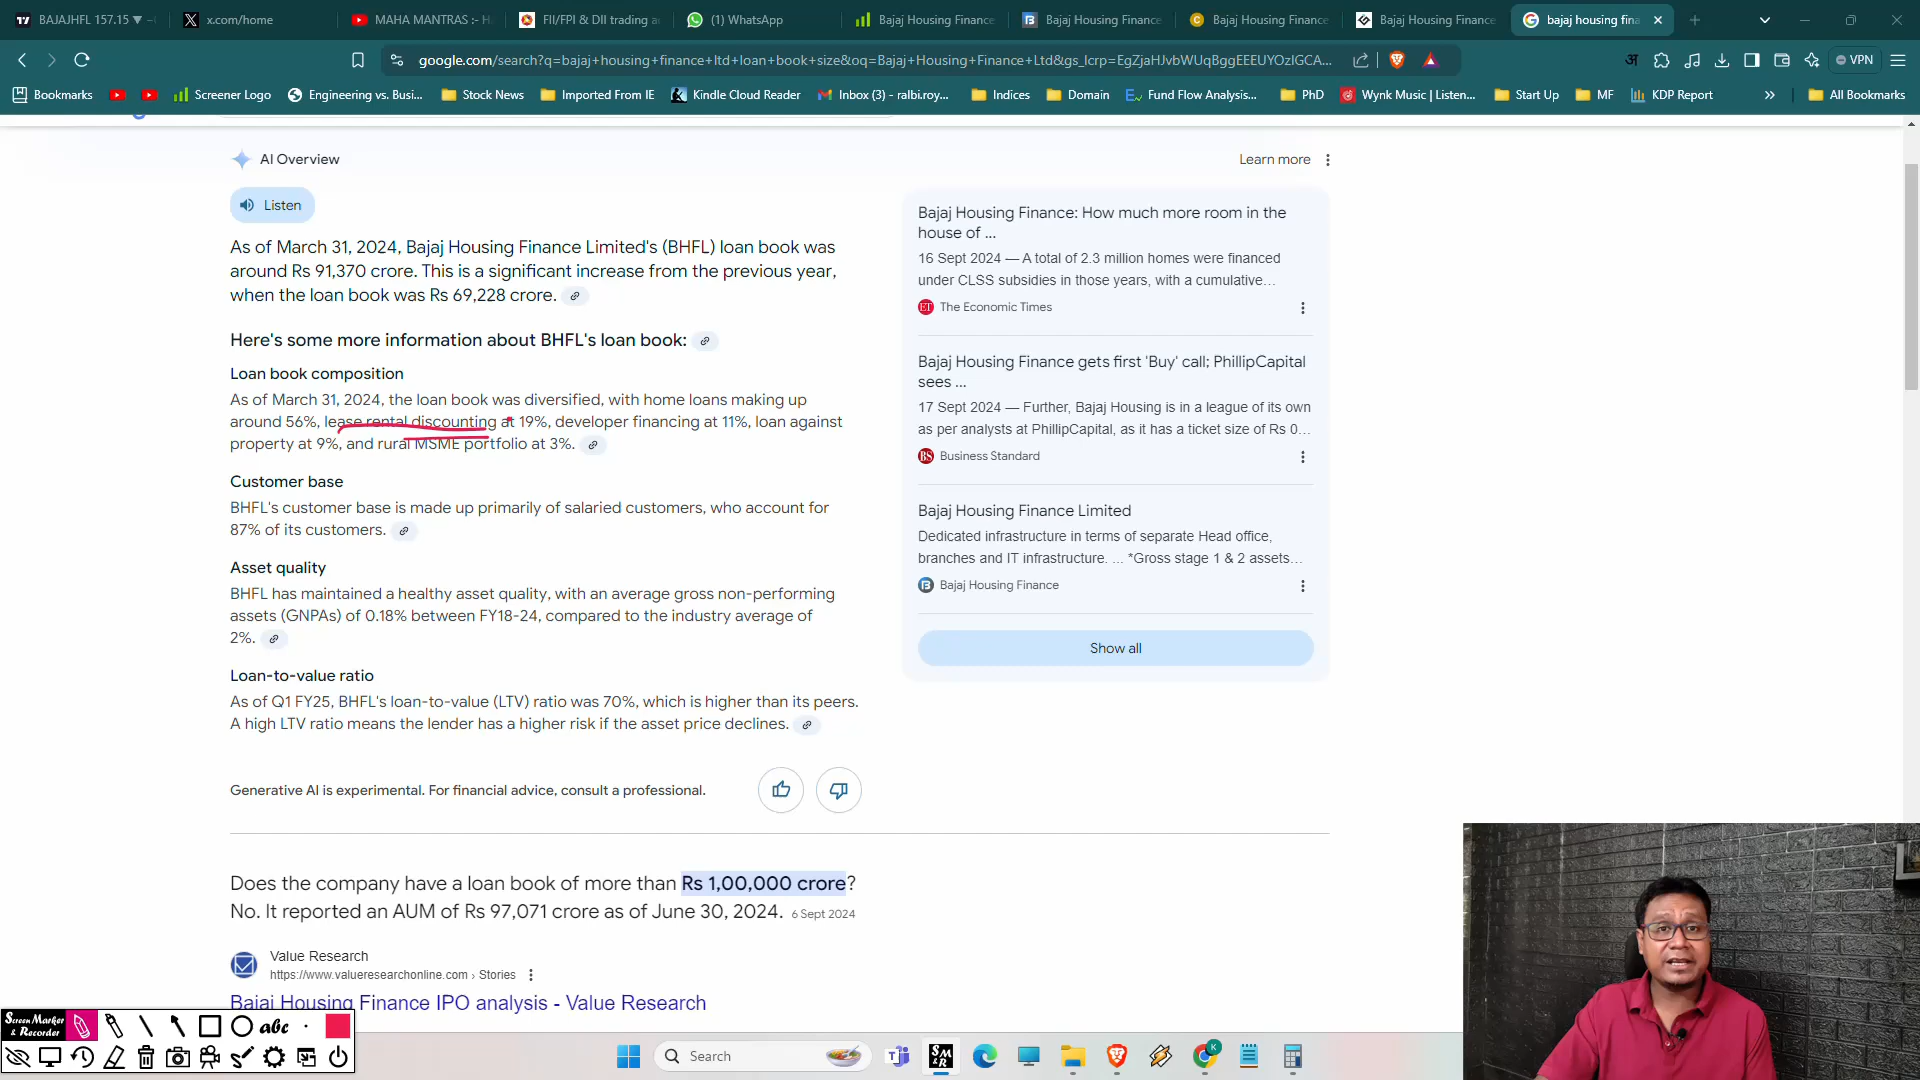 BAJAJHFL 157.15 ▼ –
x.com/home
MAHA MANTRAS :- H
FII/FPI & DII trading a
(1) WhatsApp
Bajaj Housing Finance
Bajaj Housing Finance
Bajaj Housing Finance
Bajaj Housing Finance
bajaj housing fina
google.com/search?q=bajaj+housing+finance+ltd+loan+book+size&oq=Bajaj+Housing+Finance+Ltd&gs_lcrp=EgZjaHJvbWUqBggEEEUYOzIGCA...
VPN
Bookmarks
Screener Logo
Engineering vs. Busi...
Stock News
Imported From IE
Kindle Cloud Reader
Inbox (3) - ralbi.roy...
Indices
Domain
Fund Flow Analysis...
PhD
Wynk Music | Listen...
Start Up
MF
KDP Report
All Bookmarks
AI Overview
Learn more
Listen
As of March 31, 2024, Bajaj Housing Finance Limited's (BHFL) loan book was
around Rs 91,370 crore. This is a significant increase from the previous year,
when the loan book was Rs 69,228 crore.
Here's some more information about BHFL's loan book:
Loan book composition
As of March 31, 2024, the loan book was diversified, with home loans making up
around 56%, lease rental discounting at 19%, developer financing at 11%, loan against
property at 9%, and rural MSME portfolio at 3%.
Customer base
BHFL's customer base is made up primarily of salaried customers, who account for
87% of its customers.
Asset quality
BHFL has maintained a healthy asset quality, with an average gross non-performing
assets (GNPAs) of 0.18% between FY18-24, compared to the industry average of
2%.
Loan-to-value ratio
As of Q1 FY25, BHFL's loan-to-value (LTV) ratio was 70%, which is higher than its peers.
A high LTV ratio means the lender has a higher risk if the asset price declines.
Generative AI is experimental. For financial advice, consult a professional.
Bajaj Housing Finance: How much more room in the
house of ...
16 Sept 2024 — A total of 2.3 million homes were financed
under CLSS subsidies in those years, with a cumulative...
ET The Economic Times
Bajaj Housing Finance gets first 'Buy' call; PhillipCapital
sees ...
17 Sept 2024 — Further, Bajaj Housing is in a league of its own
as per analysts at PhillipCapital, as it has a ticket size of Rs 0...
BS Business Standard
Bajaj Housing Finance Limited
Dedicated infrastructure in terms of separate Head office,
branches and IT infrastructure. ... *Gross stage 1 & 2 assets...
Bajaj Housing Finance
Show all
Does the company have a loan book of more than Rs 1,00,000 crore?
No. It reported an AUM of Rs 97,071 crore as of June 30, 2024. 6 Sept 2024
Value Research
https://www.valueresearchonline.com › Stories
Bajaj Housing Finance IPO analysis - Value Research
Screen Marker
& Recorder
abc
Search
SM
&R
K